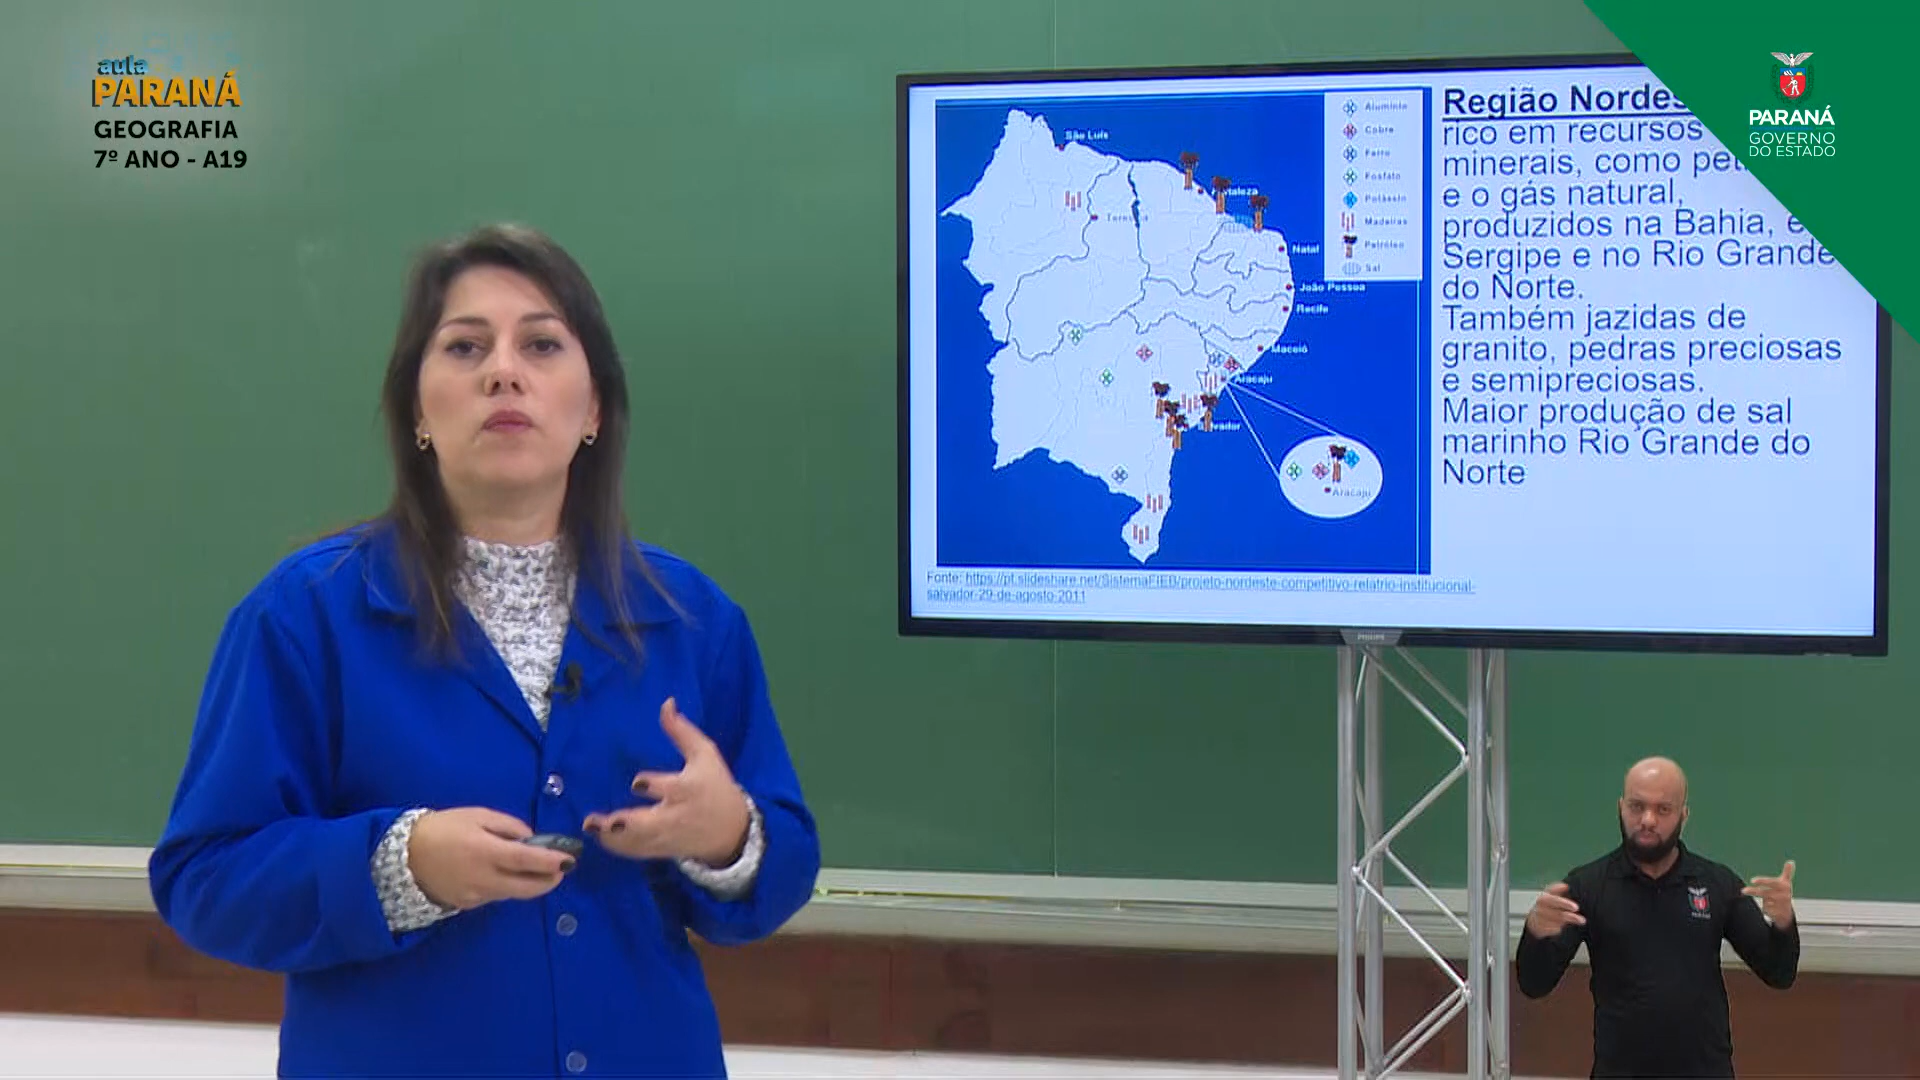 aula
PARANÁ
GEOGRAFIA
7º ANO - A19
São Luís
Fortaleza
Natal
João Pessoa
Recife
Maceió
Aracaju
Salvador
Aracaju
Alumínio
Cobre
Ferro
Fosfato
Potássio
Madeiras
Petróleo
Sal
Região Nordes
rico em recursos
minerais, como pet
e o gás natural,
produzidos na Bahia, e
Sergipe e no Rio Grande
do Norte.
Também jazidas de
granito, pedras preciosas
e semipreciosas.
Maior produção de sal
marinho Rio Grande do
Norte
Fonte: https://pt.slideshare.net/SistemaFIEB/projeto-nordeste-competitivo-relatrio-institucional-
salvador-29-de-agosto-2011
PHILIPS
PARANÁ
GOVERNO
DO ESTADO